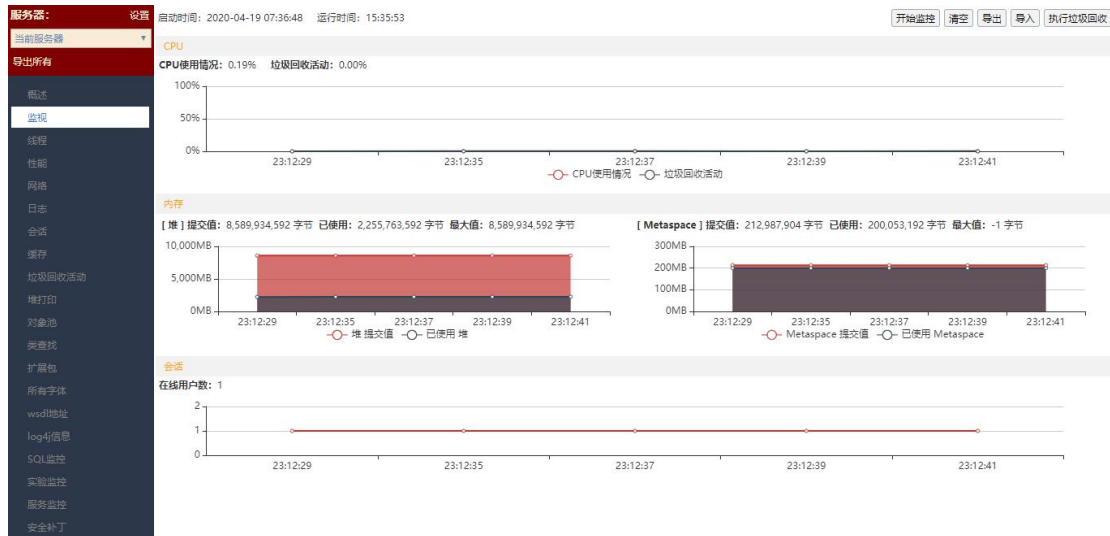 服务器： 设置
当前服务器
导出所有
概述
监视
线程
性能
网络
日志
会话
缓存
垃圾回收活动
堆打印
对象池
类查找
扩展包
所有字体
wsdl地址
log4j信息
SQL监控
实验监控
服务监控
安全补丁
启动时间：2020-04-19 07:36:48 运行时间：15:35:53
开始监控 清空 导出 导入 执行垃圾回收
CPU
CPU使用情况：0.19% 垃圾回收活动：0.00%
100%
50%
0%
23:12:29 23:12:35 23:12:37 23:12:39 23:12:41
CPU使用情况 垃圾回收活动
内存
[ 堆 ] 提交值：8,589,934,592 字节 已使用：2,255,763,592 字节 最大值：8,589,934,592 字节
10,000MB
5,000MB
0MB
23:12:29 23:12:35 23:12:37 23:12:39 23:12:41
堆 提交值 已使用 堆
[ Metaspace ] 提交值：212,987,904 字节 已使用：200,053,192 字节 最大值：-1 字节
300MB
200MB
100MB
0MB
23:12:29 23:12:35 23:12:37 23:12:39 23:12:41
Metaspace 提交值 已使用 Metaspace
会话
在线用户数：1
2
1
0
23:12:29 23:12:35 23:12:37 23:12:39 23:12:41